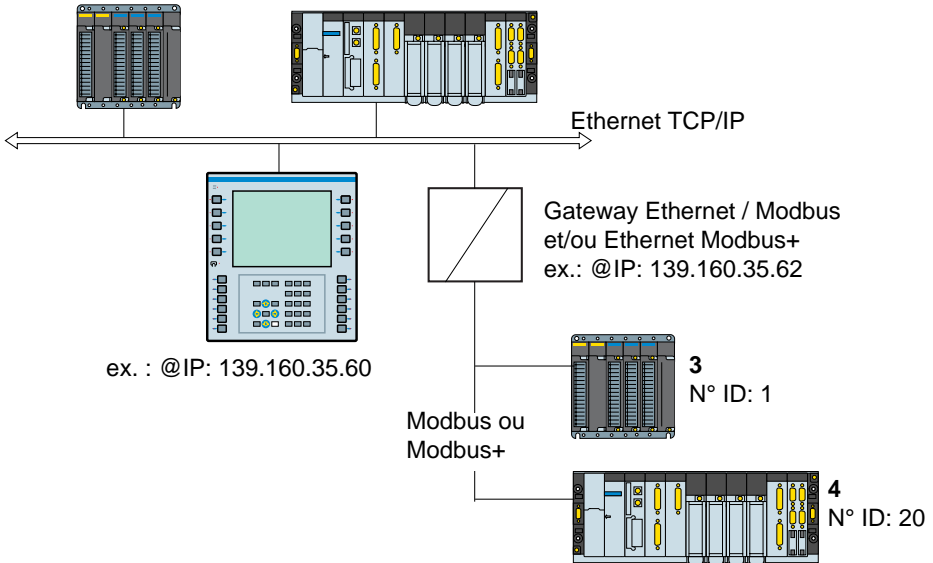 Ethernet TCP/IP
Gateway Ethernet / Modbus
et/ou Ethernet Modbus+
ex.: @IP: 139.160.35.62
ex. : @IP: 139.160.35.60
3
N° ID: 1
Modbus ou
Modbus+
4
N° ID: 20